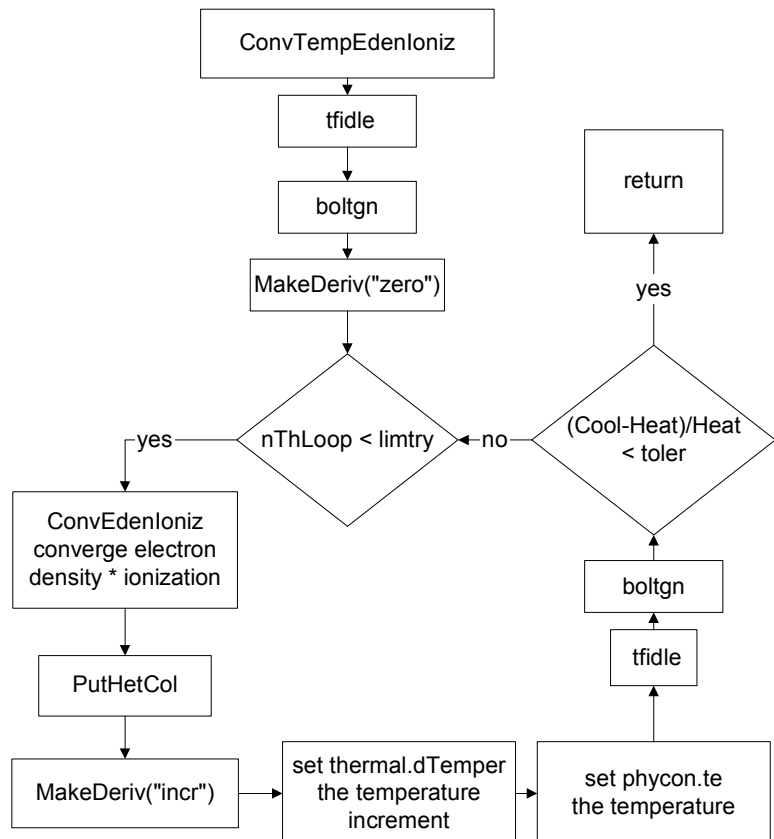 ConvTempEdenIoniz
tfidle
boltgn
MakeDeriv("zero")
nThLoop < limtry
yes
ConvEdenIoniz
converge electron
density * ionization
PutHetCol
MakeDeriv("incr")
set thermal.dTemper
the temperature
increment
set phycon.te
the temperature
tfidle
boltgn
(Cool-Heat)/Heat
< toler
no
yes
return